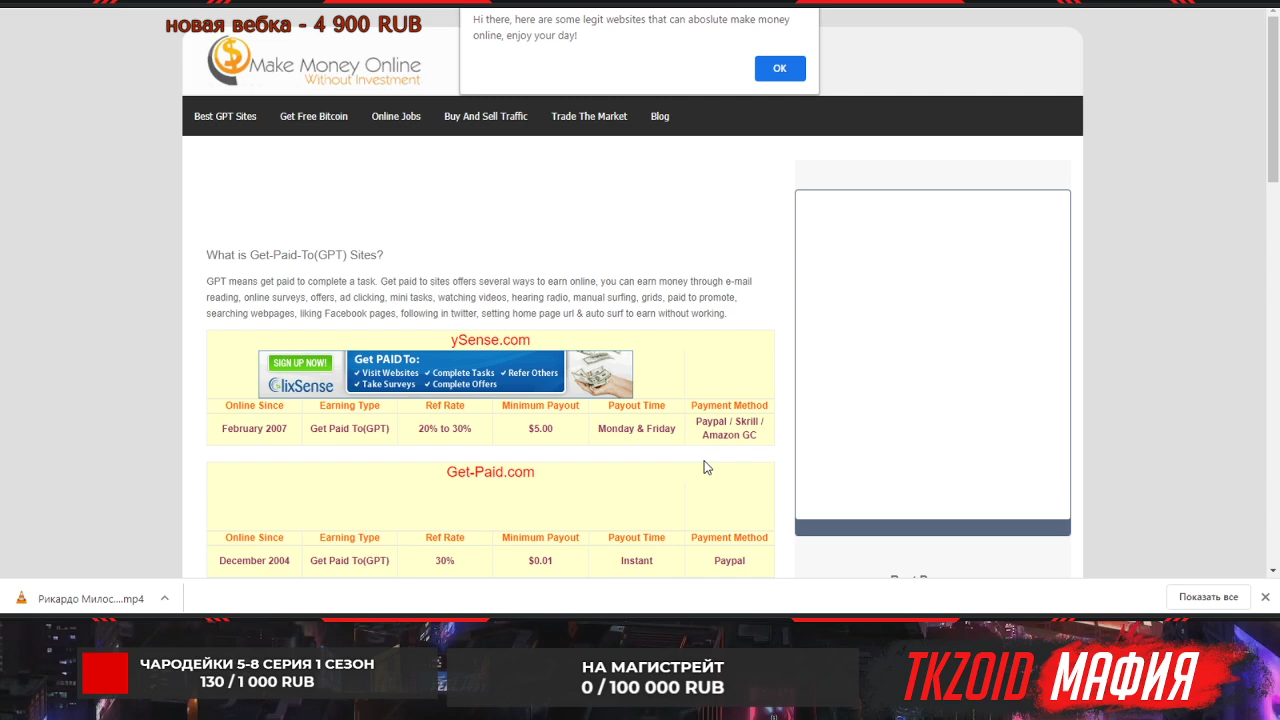 новая вебка - 4 900 RUB
Hi there, here are some legit websites that can aboslute make money
online, enjoy your day!
OK
Make Money Online
Without Investment
Best GPT Sites Get Free Bitcoin Online Jobs Buy And Sell Traffic Trade The Market Blog
What is Get-Paid-To(GPT) Sites?
GPT means get paid to complete a task. Get paid to sites offers several ways to earn online, you can earn money through e-mail
reading, online surveys, offers, ad clicking, mini tasks, watching videos, hearing radio, manual surfing, grids, paid to promote,
searching webpages, liking Facebook pages, following in twitter, setting home page url & auto surf to earn without working.
ySense.com
SIGN UP NOW!
ClixSense
Get PAID To:
✓ Visit Websites ✓ Complete Tasks ✓ Refer Others
✓ Take Surveys ✓ Complete Offers
Online Since Earning Type Ref Rate Minimum Payout Payout Time Payment Method
February 2007 Get Paid To(GPT) 20% to 30% $5.00 Monday & Friday Paypal / Skrill /
Amazon GC
Get-Paid.com
Online Since Earning Type Ref Rate Minimum Payout Payout Time Payment Method
December 2004 Get Paid To(GPT) 30% $0.01 Instant Paypal
Рикардо Милос....mp4
Показать все
ЧАРОДЕЙКИ 5-8 СЕРИЯ 1 СЕЗОН
130 / 1 000 RUB
НА МАГИСТРЕЙТ
0 / 100 000 RUB
TKZOID МАФИЯ